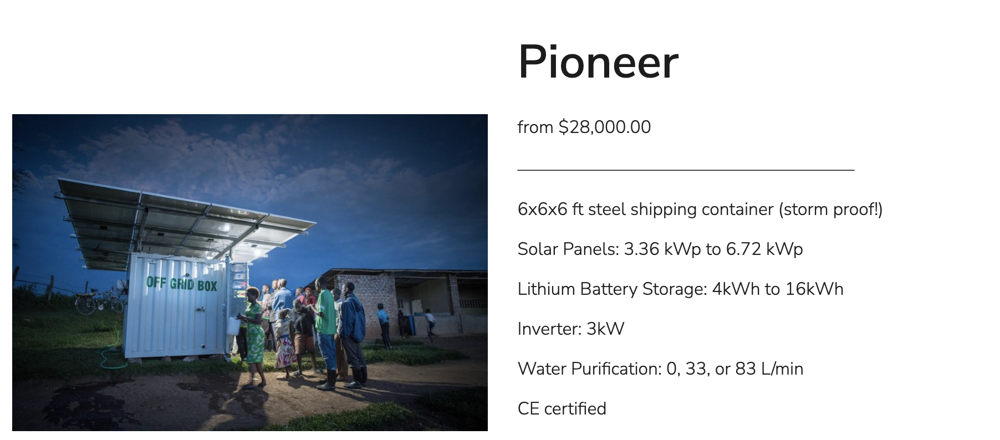 Pioneer
from $28,000.00
OFF GRID BOX
6x6x6 ft steel shipping container (storm proof!)
Solar Panels: 3.36 kWp to 6.72 kWp
Lithium Battery Storage: 4kWh to 16kWh
Inverter: 3kW
Water Purification: 0, 33, or 83 L/min
CE certified